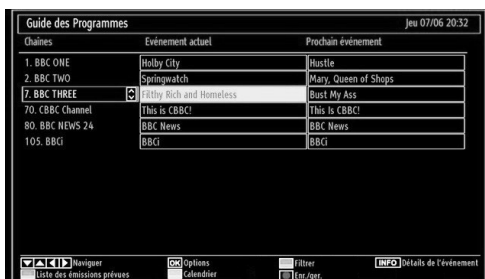 Guide des Programmes Jeu 07/06 20:32
Chaînes Evénement actuel Prochain événement
1. BBC ONE Holby City Hustle
2. BBC TWO Springwatch Mary, Queen of Shops
7. BBC THREE Filthy Rich and Homeless Bust My Ass
70. CBBC Channel This is CBBC! This Is CBBC!
80. BBC NEWS 24 BBC News BBC News
105. BBCi BBCi BBCi
Naviguer OK Options Filtrer INFO Détails de l'événement
Liste des émissions prévues Calendrier Enr./ger.